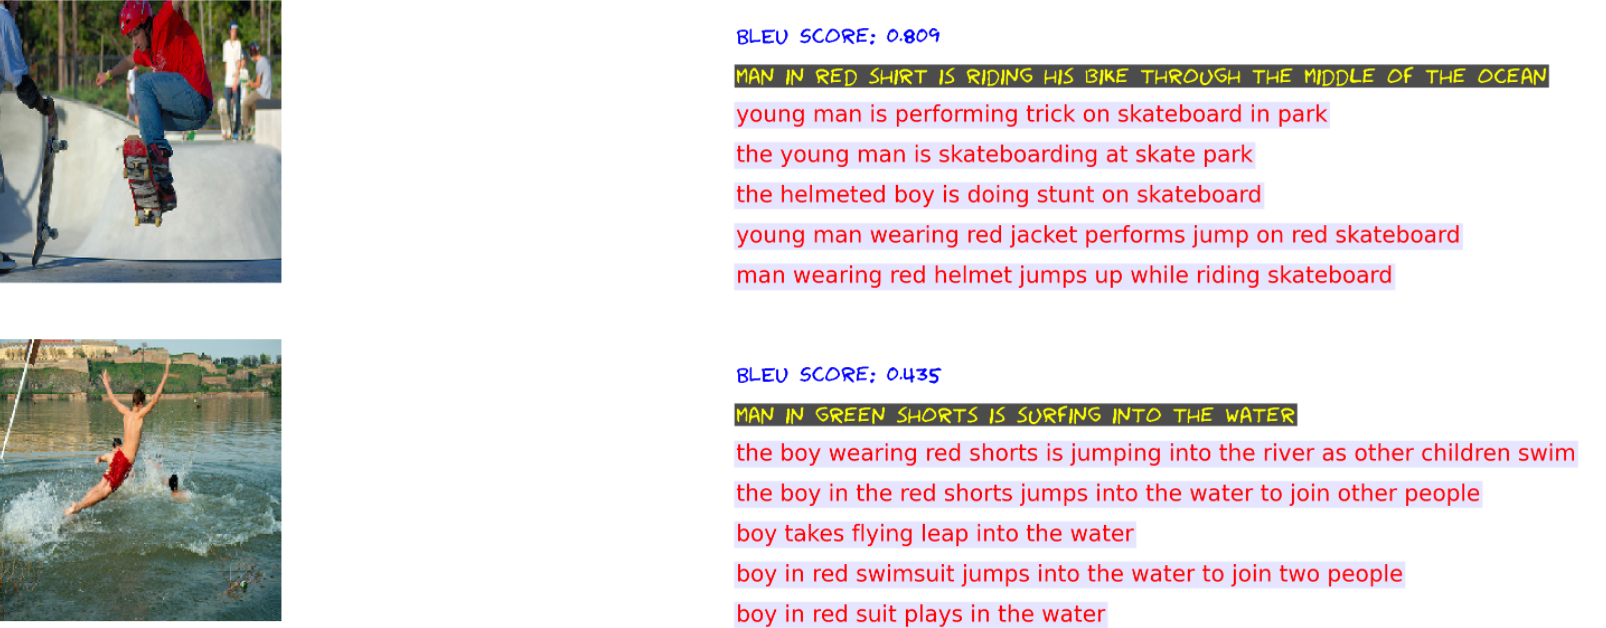 BLEU SCORE: 0.809
MAN IN RED SHIRT IS RIDING HIS BIKE THROUGH THE MIDDLE OF THE OCEAN
young man is performing trick on skateboard in park
the young man is skateboarding at skate park
the helmeted boy is doing stunt on skateboard
young man wearing red jacket performs jump on red skateboard
man wearing red helmet jumps up while riding skateboard
BLEU SCORE: 0.435
MAN IN GREEN SHORTS IS SURFING INTO THE WATER
the boy wearing red shorts is jumping into the river as other children swim
the boy in the red shorts jumps into the water to join other people
boy takes flying leap into the water
boy in red swimsuit jumps into the water to join two people
boy in red suit plays in the water